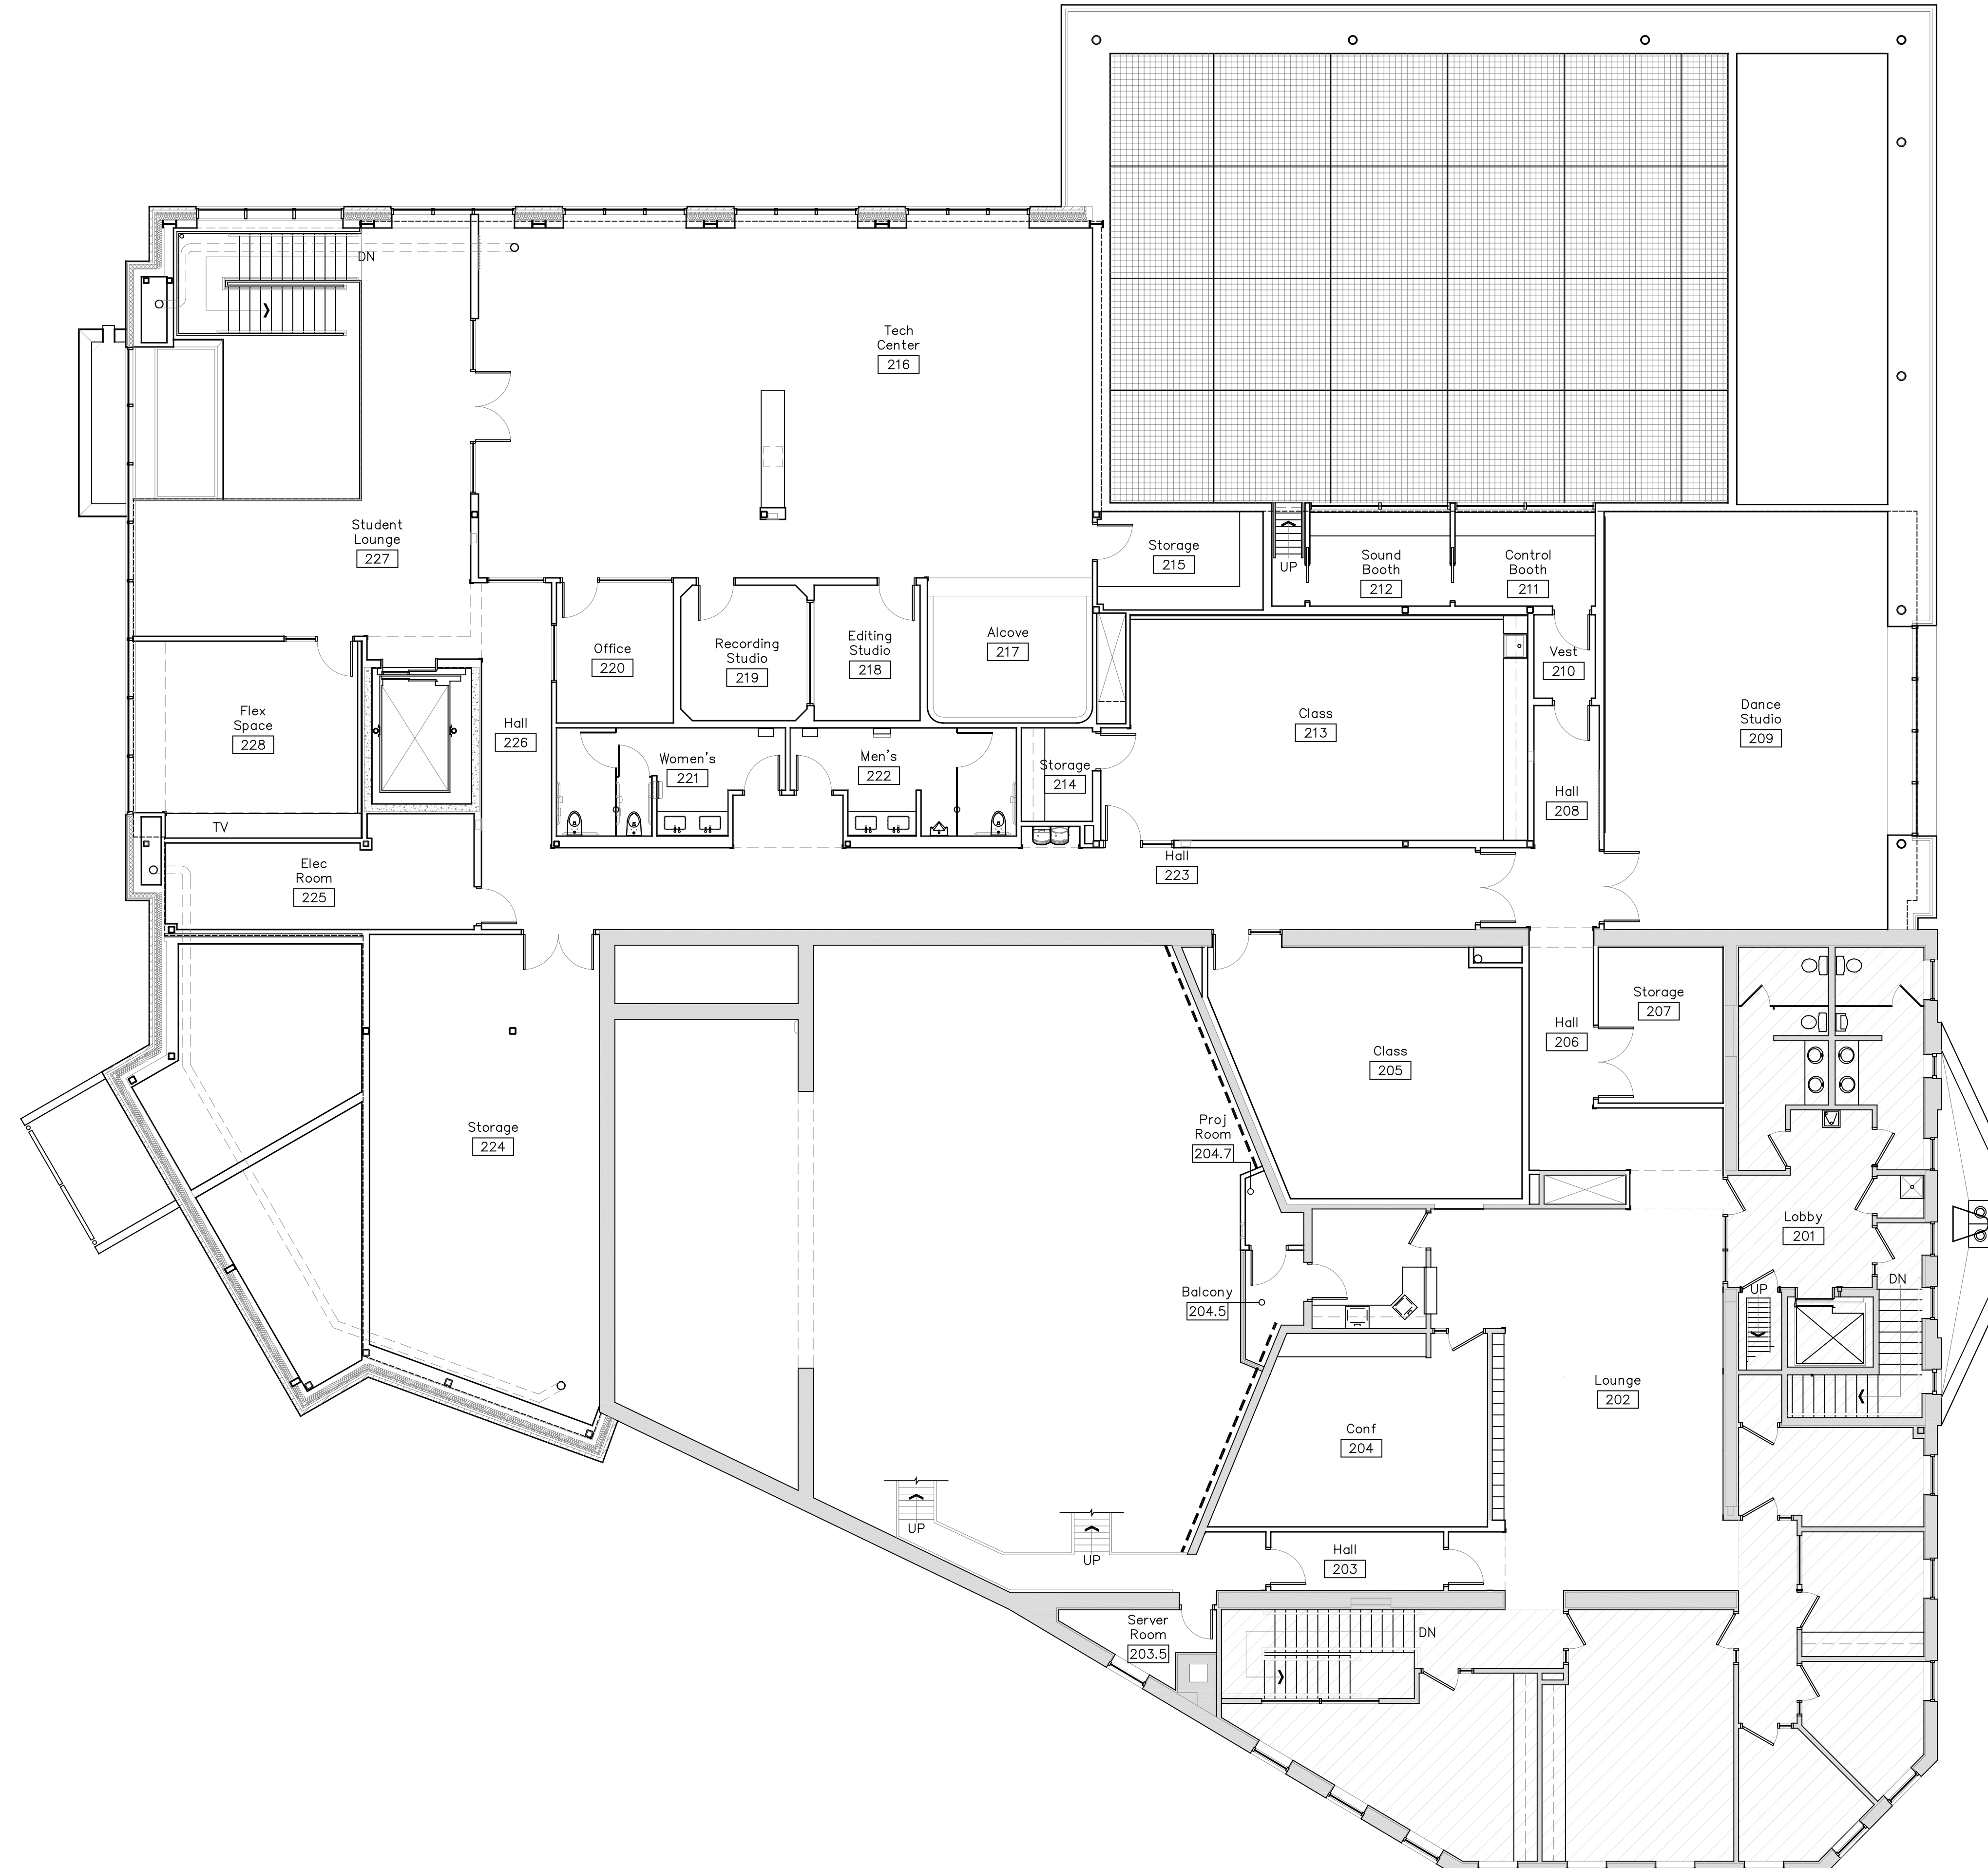 DN
Tech
Center
216
Student
Lounge
227
Storage
215
UP
Sound
Booth
212
Control
Booth
211
Office
220
Recording
Studio
219
Editing
Studio
218
Alcove
217
Vest
210
Flex
Space
228
Hall
226
Class
213
Dance
Studio
209
Women's
221
Men's
222
Storage
214
Hall
208
TV
Elec
Room
225
Hall
223
Storage
207
Hall
206
Class
205
Storage
224
Proj
Room
204.7
Lobby
201
Balcony
204.5
UP
DN
Lounge
202
Conf
204
UP
UP
Hall
203
Server
Room
203.5
DN